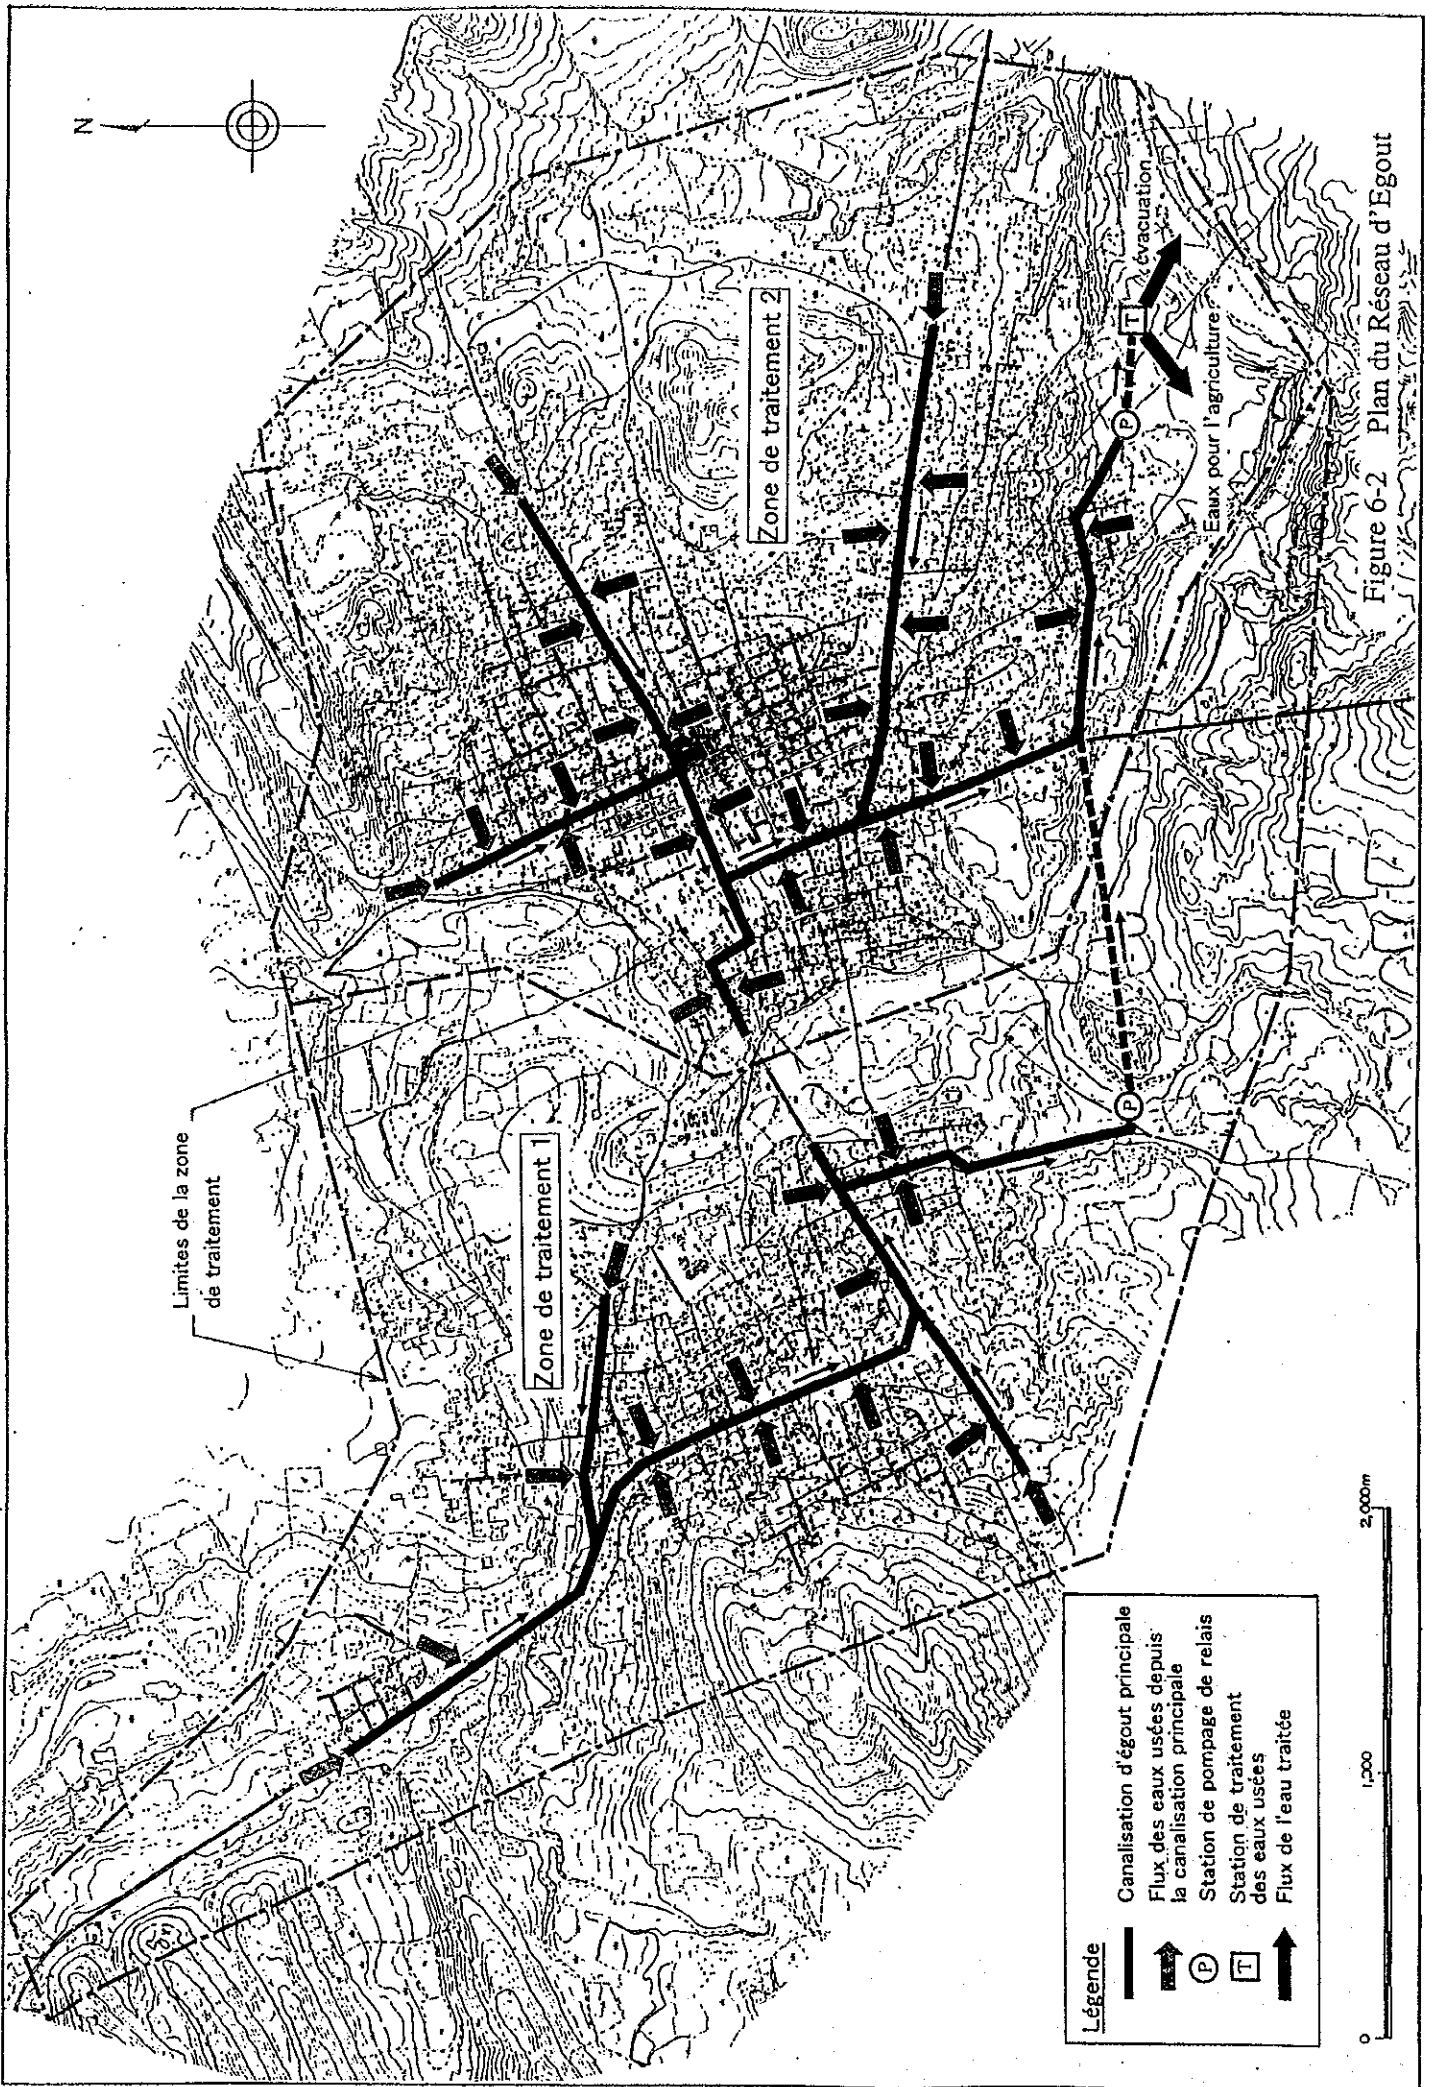 N
Limites de la zone
de traitement
Zone de traitement 1
Zone de traitement 2
évacuation
T
Eaux pour l'agriculture
P
P
Légende
Canalisation d'égout principale
Flux des eaux usées depuis
la canalisation principale
P Station de pompage de relais
T Station de traitement
des eaux usées
Flux de l'eau traitée
0 1,000 2,000m
Figure 6-2 Plan du Réseau d'Egout